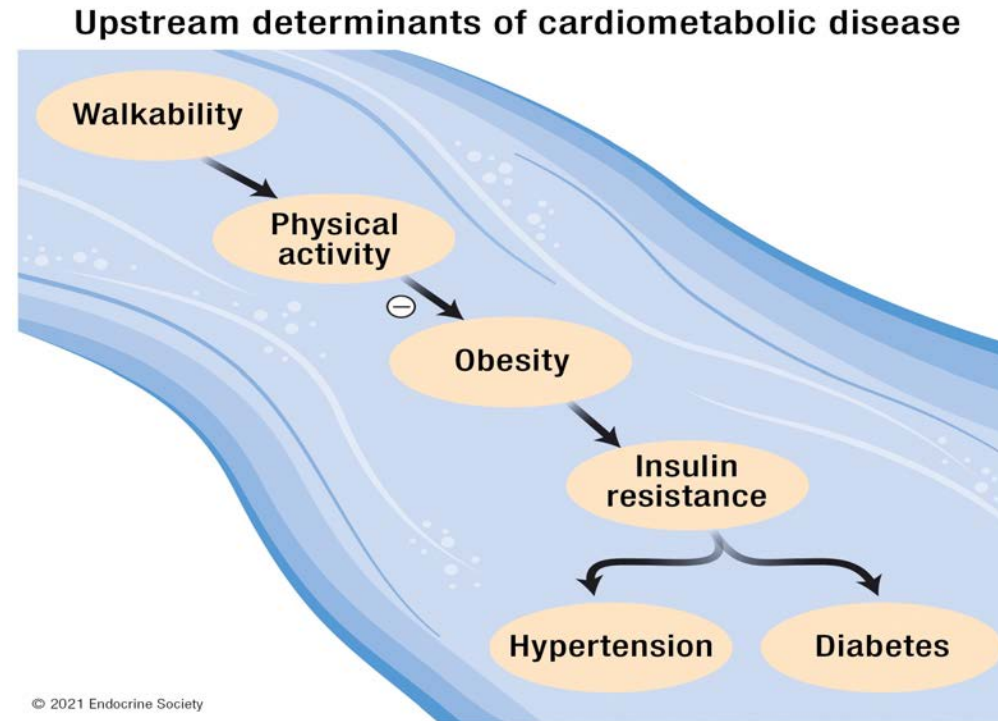 Upstream determinants of cardiometabolic disease
Walkability
Physical
activity
−
Obesity
Insulin
resistance
Hypertension
Diabetes
© 2021 Endocrine Society